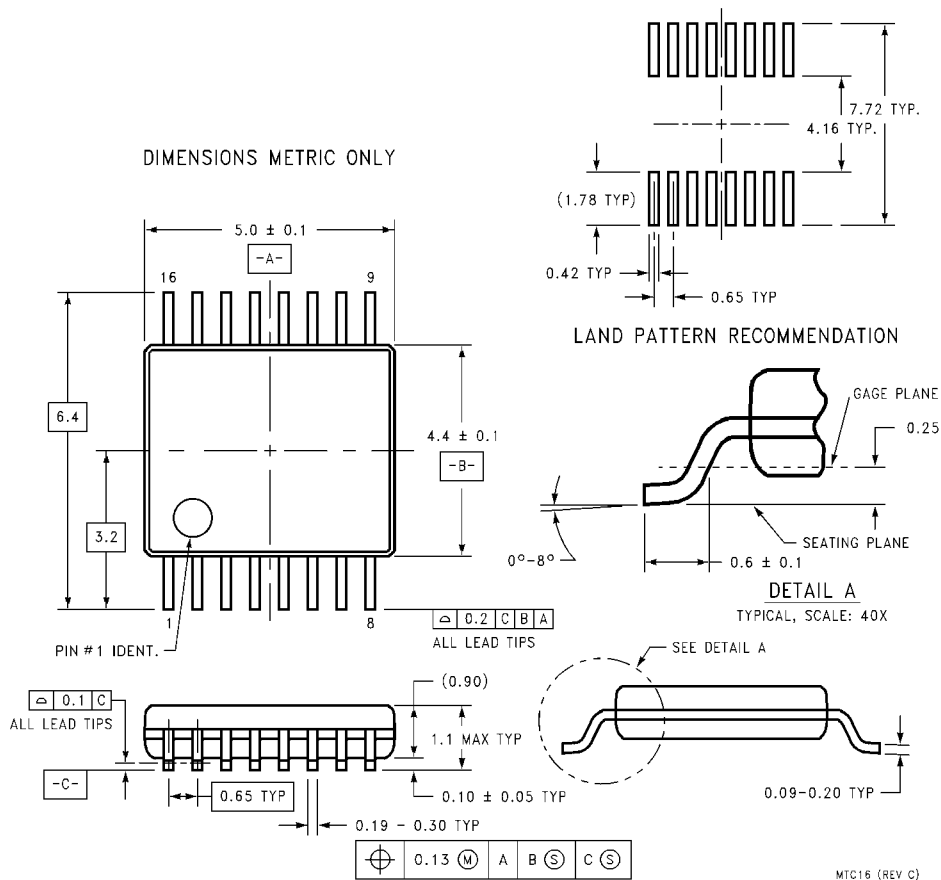 7.72 TYP.
4.16 TYP.
DIMENSIONS METRIC ONLY
(1.78 TYP)
5.0 ± 0.1
-A-
16
9
0.42 TYP
0.65 TYP
LAND PATTERN RECOMMENDATION
GAGE PLANE
0.25
6.4
4.4 ± 0.1
-B-
3.2
SEATING PLANE
0°-8°
0.6 ± 0.1
DETAIL A
TYPICAL, SCALE: 40X
1
8
⌓ 0.2 C B A
ALL LEAD TIPS
PIN #1 IDENT.
SEE DETAIL A
(0.90)
⌓ 0.1 C
ALL LEAD TIPS
1.1 MAX TYP
-C-
0.65 TYP
0.10 ± 0.05 TYP
0.09-0.20 TYP
0.19 - 0.30 TYP
⌖ 0.13 Ⓜ A B Ⓢ C Ⓢ
MTC16 (REV C)